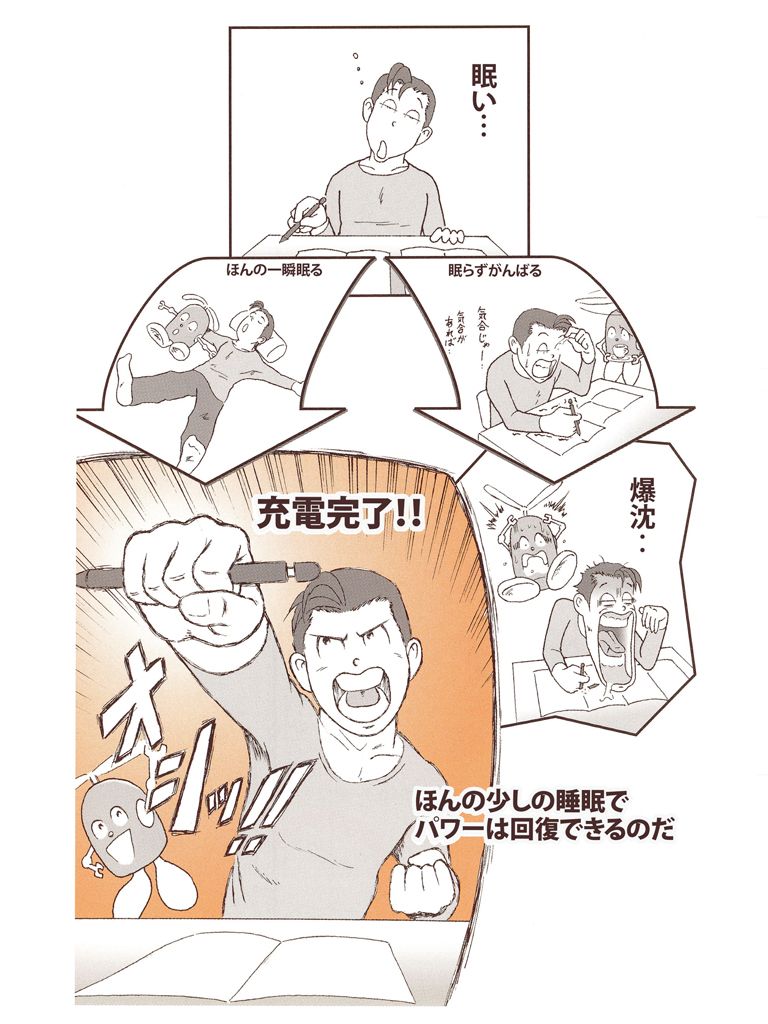 眠い…
ほんの一瞬眠る
眠らずがんばる
気合じゃー!
気合が
あれば…
充電完了!!
爆沈‥
オシッ!!!
ほんの少しの睡眠で
パワーは回復できるのだ